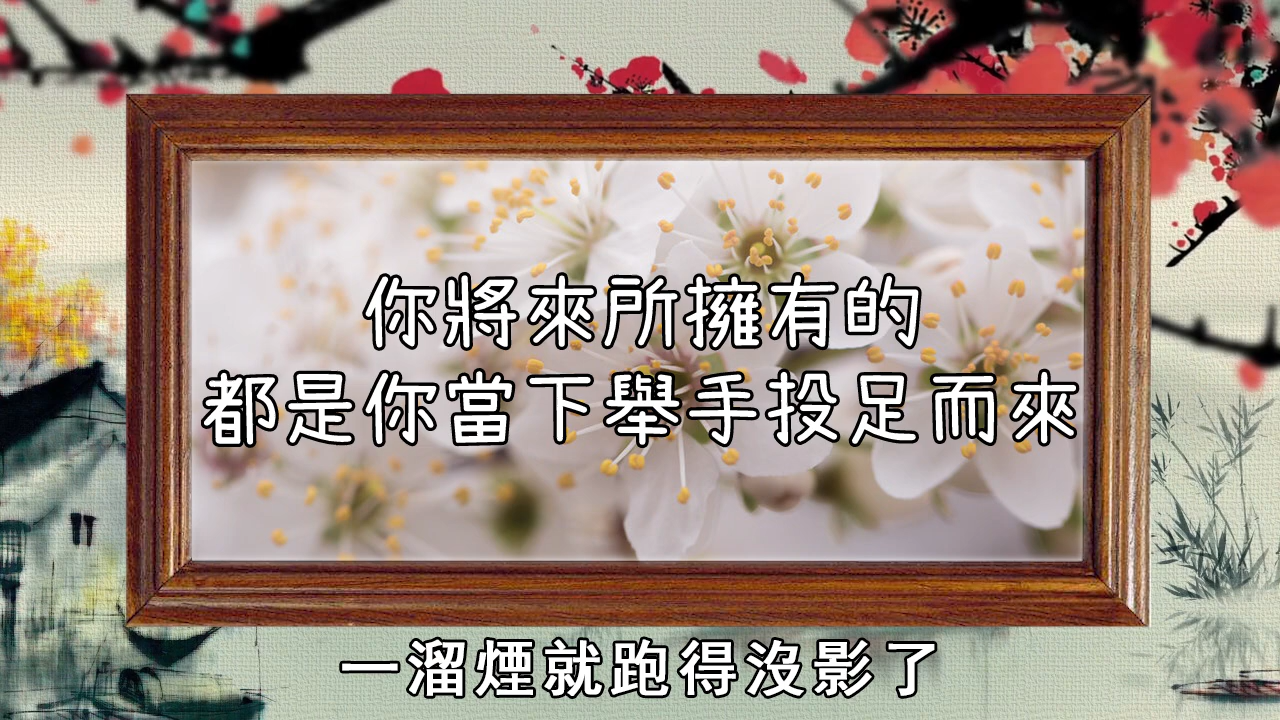 你將來所擁有的
都是你當下舉手投足而來
一溜煙就跑得沒影了